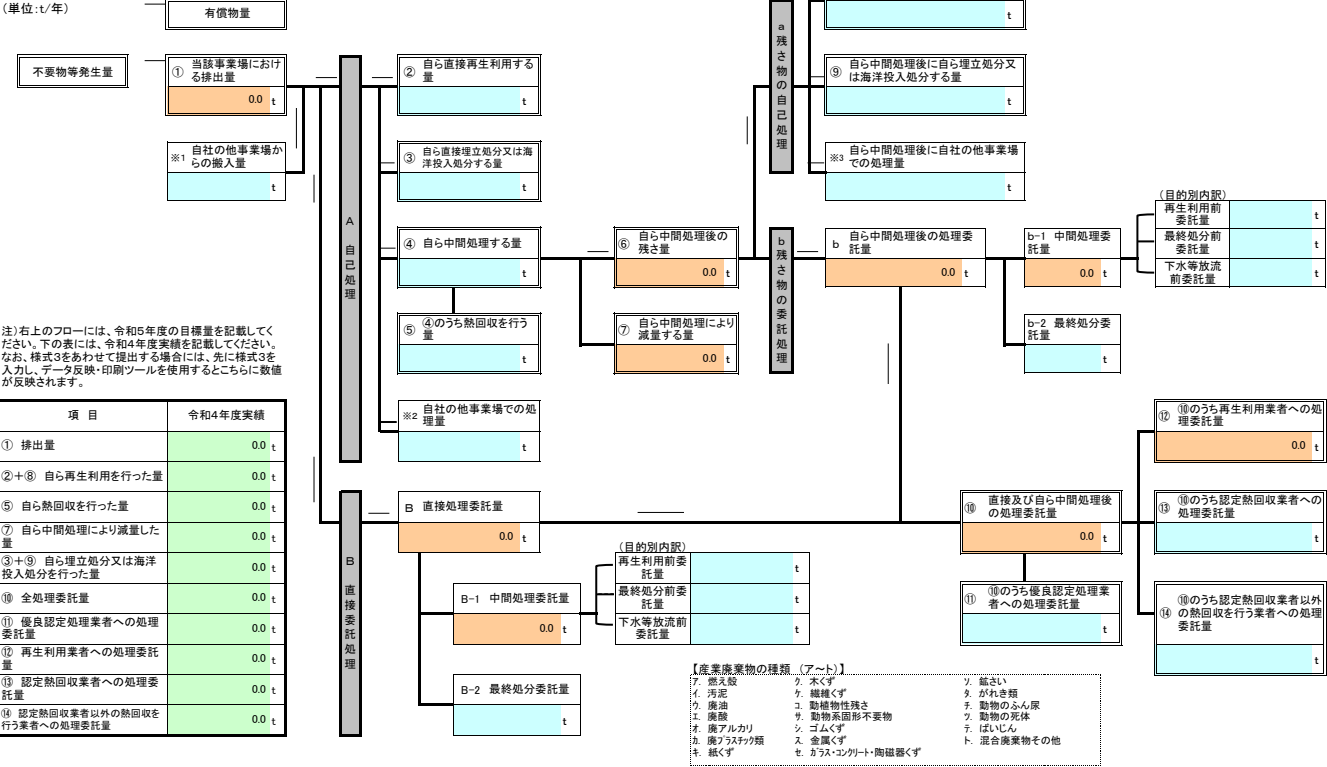 (単位:t/年)
有償物量
t
不要物等発生量
① 当該事業場におけ
る排出量
0.0 t
※1 自社の他事業場か
らの搬入量
t
A 自己処理
② 自ら直接再生利用する
量
t
③ 自ら直接埋立処分又は海
洋投入処分する量
t
④ 自ら中間処理する量
t
⑤ ④のうち熱回収を行う
量
t
※2 自社の他事業場での処
理量
t
⑥ 自ら中間処理後の
残さ量
0.0 t
⑦ 自ら中間処理により
減量する量
0.0 t
a 残さ物の自己処理
⑨ 自ら中間処理後に自ら埋立処分又
は海洋投入処分する量
t
※3 自ら中間処理後に自社の他事業場
での処理量
t
b 残さ物の委託処理
b 自ら中間処理後の処理委
託量
0.0 t
b-1 中間処理委
託量
0.0 t
b-2 最終処分委
託量
t
(目的別内訳)
再生利用前
委託量
t
最終処分前
委託量
t
下水等放流
前委託量
t
注)右上のフローには、令和5年度の目標量を記載してく
ださい。下の表には、令和4年度実績を記載してください。
なお、様式3をあわせて提出する場合には、先に様式3を
入力し、データ反映・印刷ツールを使用するとこちらに数値
が反映されます。
項 目 令和4年度実績
① 排出量 0.0 t
②+⑧ 自ら再生利用を行った量 0.0 t
⑤ 自ら熱回収を行った量 0.0 t
⑦ 自ら中間処理により減量した
量 0.0 t
③+⑨ 自ら埋立処分又は海洋
投入処分を行った量 0.0 t
⑩ 全処理委託量 0.0 t
⑪ 優良認定処理業者への処理
委託量 0.0 t
⑫ 再生利用業者への処理委託
量 0.0 t
⑬ 認定熱回収業者への処理委
託量 0.0 t
⑭ 認定熱回収業者以外の熱回収を
行う業者への処理委託量 0.0 t
B 直接委託処理
B 直接処理委託量
0.0 t
B-1 中間処理委託量
0.0 t
B-2 最終処分委託量
t
(目的別内訳)
再生利用前委
託量
t
最終処分前委
託量
t
下水等放流前
委託量
t
⑩ 直接及び自ら中間処理後
の処理委託量
0.0 t
⑪ ⑩のうち優良認定処理業
者への処理委託量
t
⑫ ⑩のうち再生利用業者への処
理委託量
0.0 t
⑬ ⑩のうち認定熱回収業者への
処理委託量
t
⑭ ⑩のうち認定熱回収業者以外
の熱回収を行う業者への処理
委託量
t
【産業廃棄物の種類 (ア~ト)】
ア. 燃え殻
イ. 汚泥
ウ. 廃油
エ. 廃酸
オ. 廃アルカリ
カ. 廃プラスチック類
キ. 紙くず
ク. 木くず
ケ. 繊維くず
コ. 動植物性残さ
サ. 動物系固形不要物
シ. ゴムくず
ス. 金属くず
セ. ガラス・コンクリート・陶磁器くず
ソ. 鉱さい
タ. がれき類
チ. 動物のふん尿
ツ. 動物の死体
テ. ばいじん
ト. 混合廃棄物その他